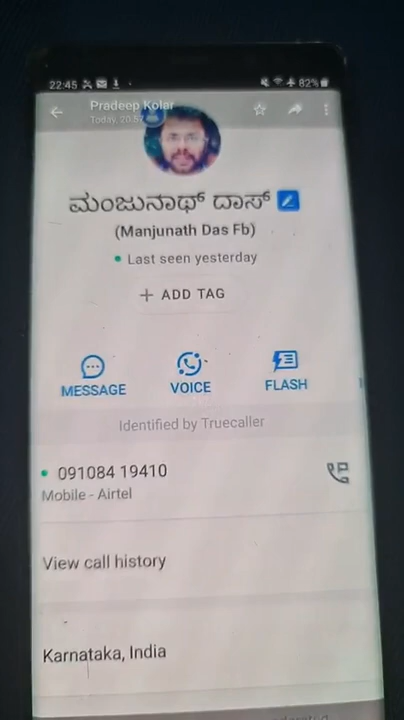 22:45
82%
Pradeep Kolar
Today, 20:57
ಮಂಜುನಾಥ್ ದಾಸ್
(Manjunath Das Fb)
Last seen yesterday
+ ADD TAG
MESSAGE VOICE FLASH
Identified by Truecaller
091084 19410
Mobile - Airtel
View call history
-
Karnataka, India